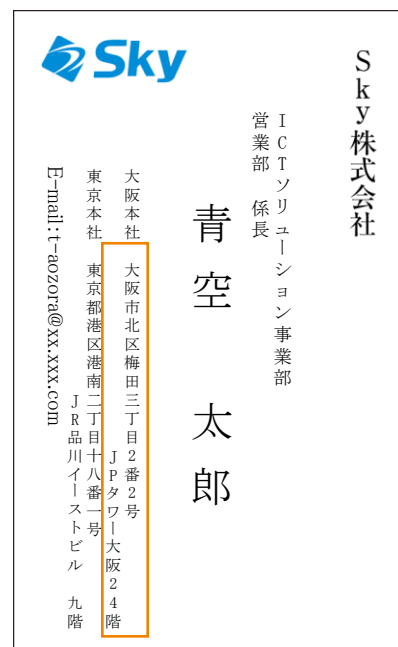 Sky
Sky株式会社
ICTソリューション事業部
営業部 係長
青空 太郎
大阪本社 大阪市北区梅田三丁目2番2号
JPタワー大阪24階
東京本社 東京都港区港南二丁目十八番一号
JR品川イーストビル 九階
E-mail:t-aozora@xx.xxx.com